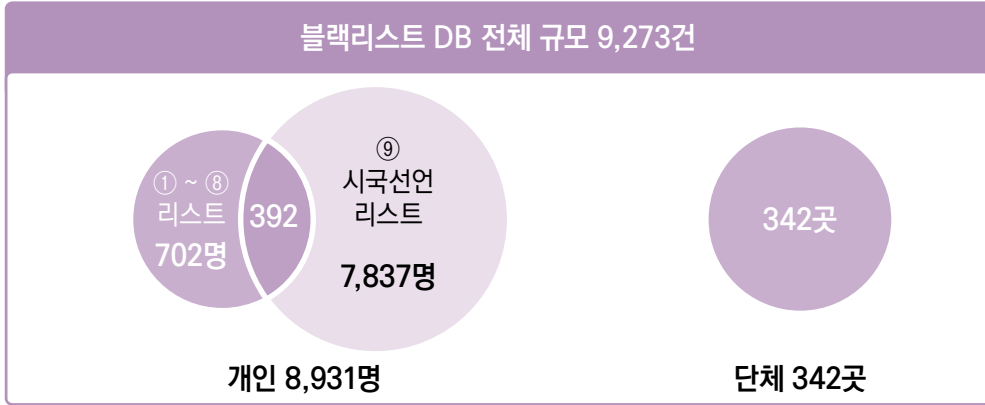 블랙리스트 DB 전체 규모 9,273건
① ~ ⑧
리스트
702명
392
⑨
시국선언
리스트
7,837명
342곳
개인 8,931명
단체 342곳